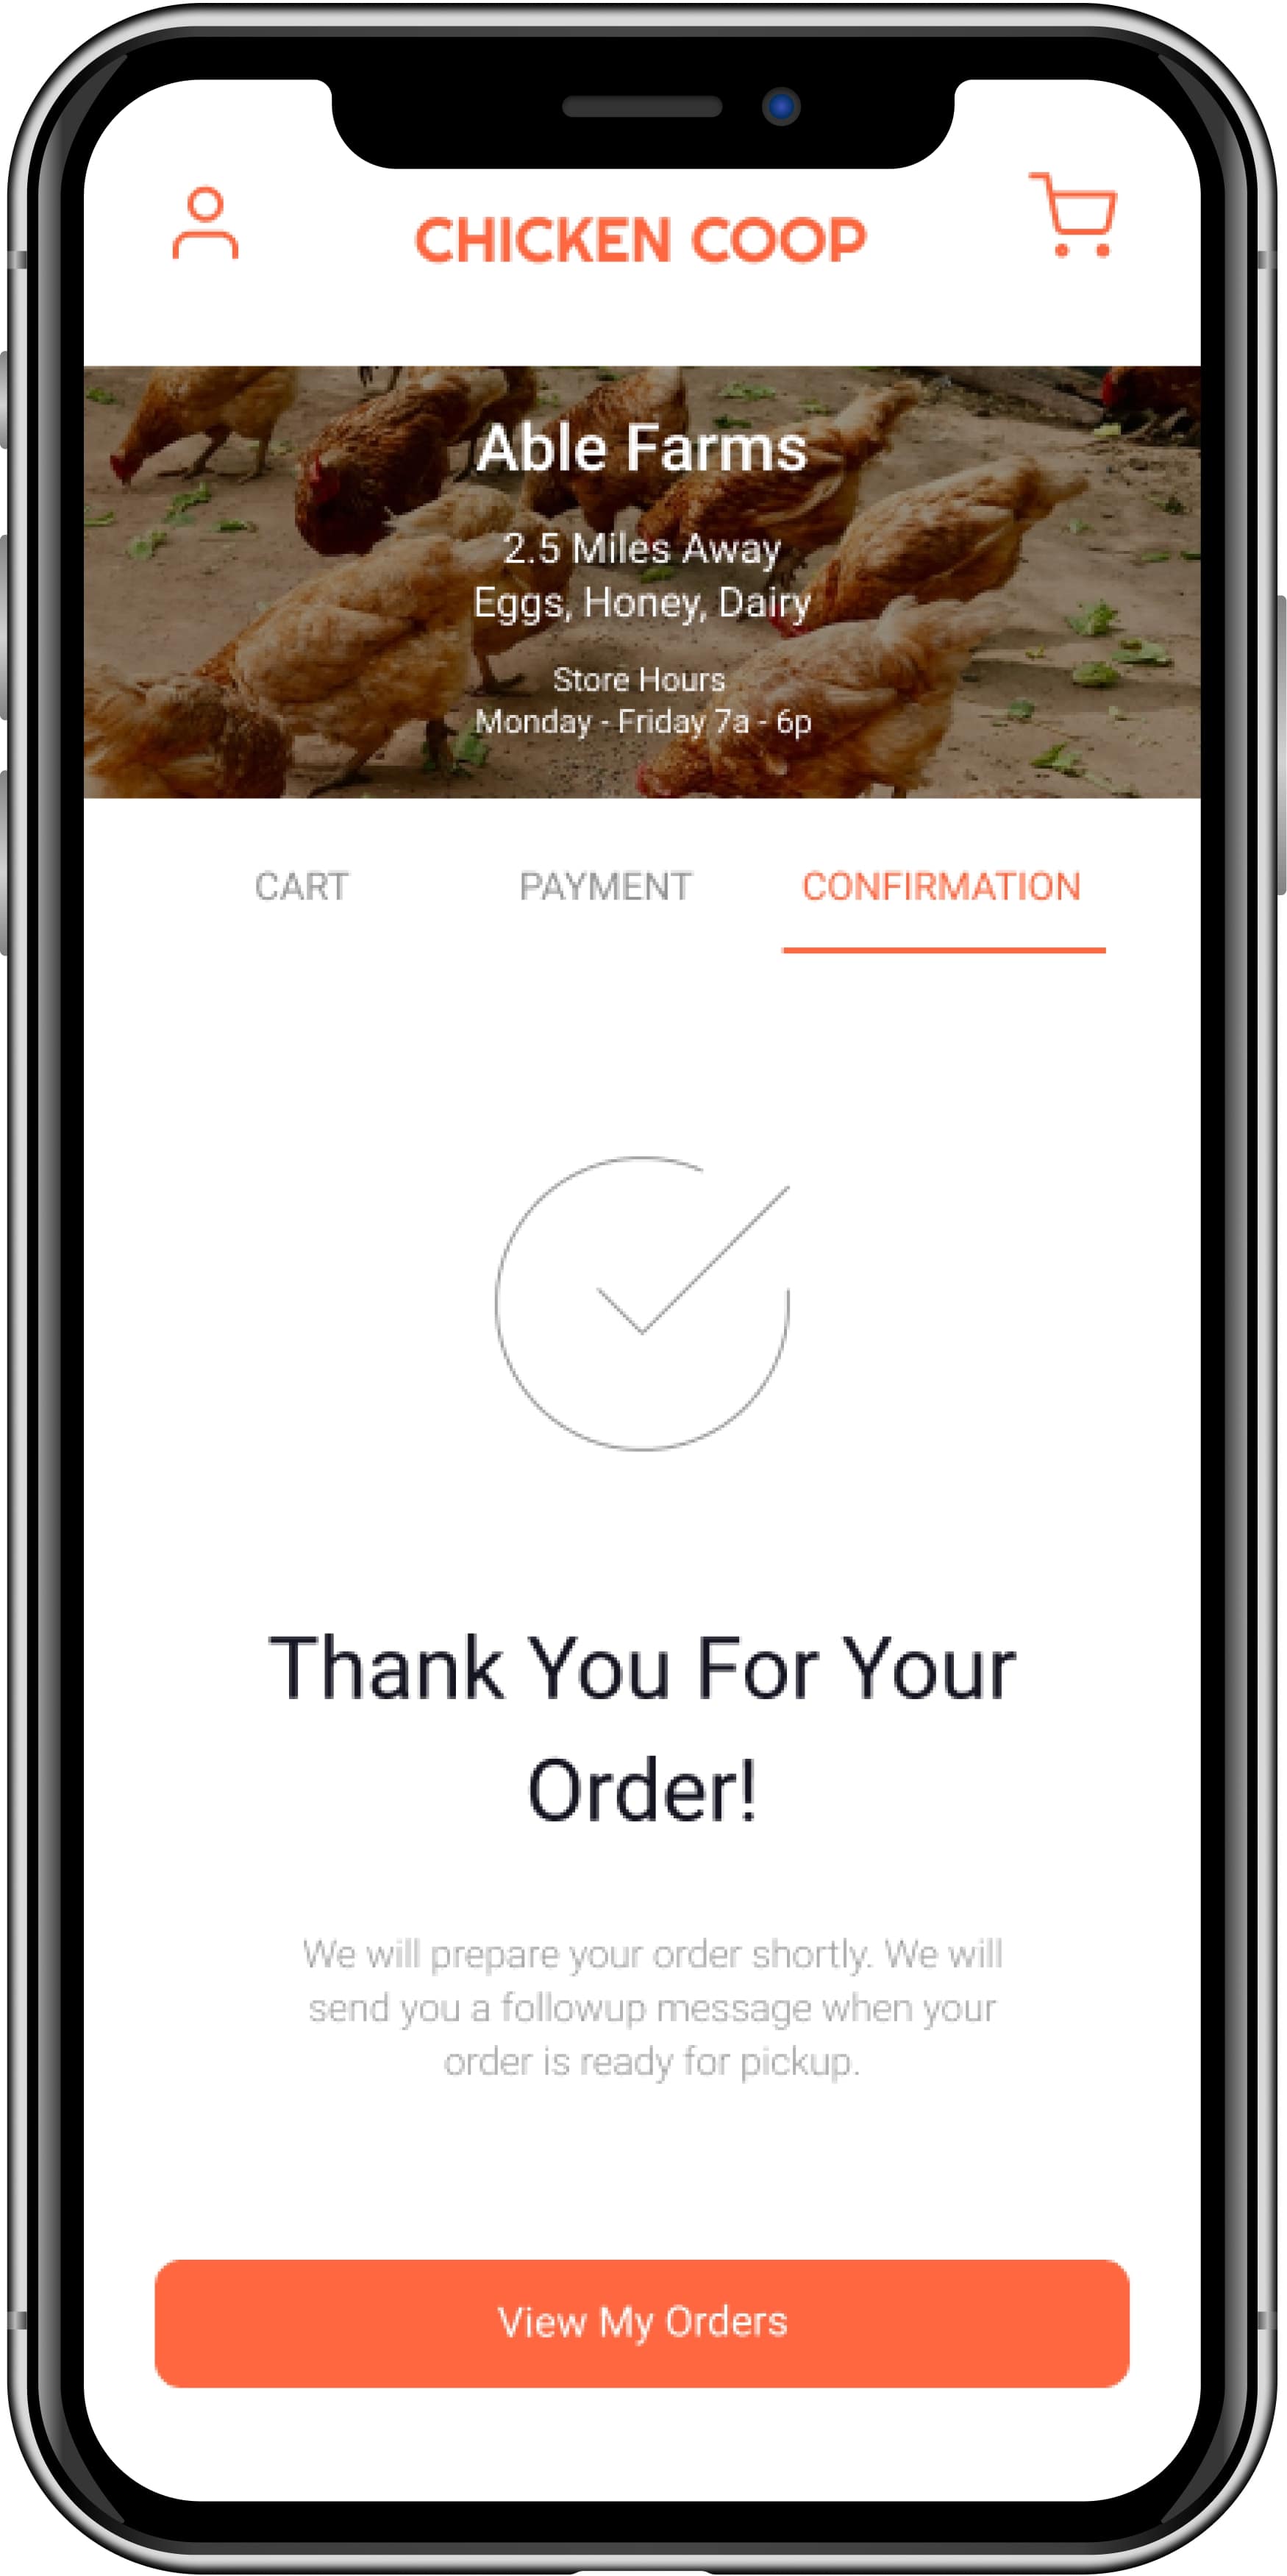 CHICKEN COOP
Able Farms
2.5 Miles Away
Eggs, Honey, Dairy
Store Hours
Monday - Friday 7a - 6p
CART PAYMENT CONFIRMATION
Thank You For Your
Order!
We will prepare your order shortly. We will
send you a followup message when your
order is ready for pickup.
View My Orders